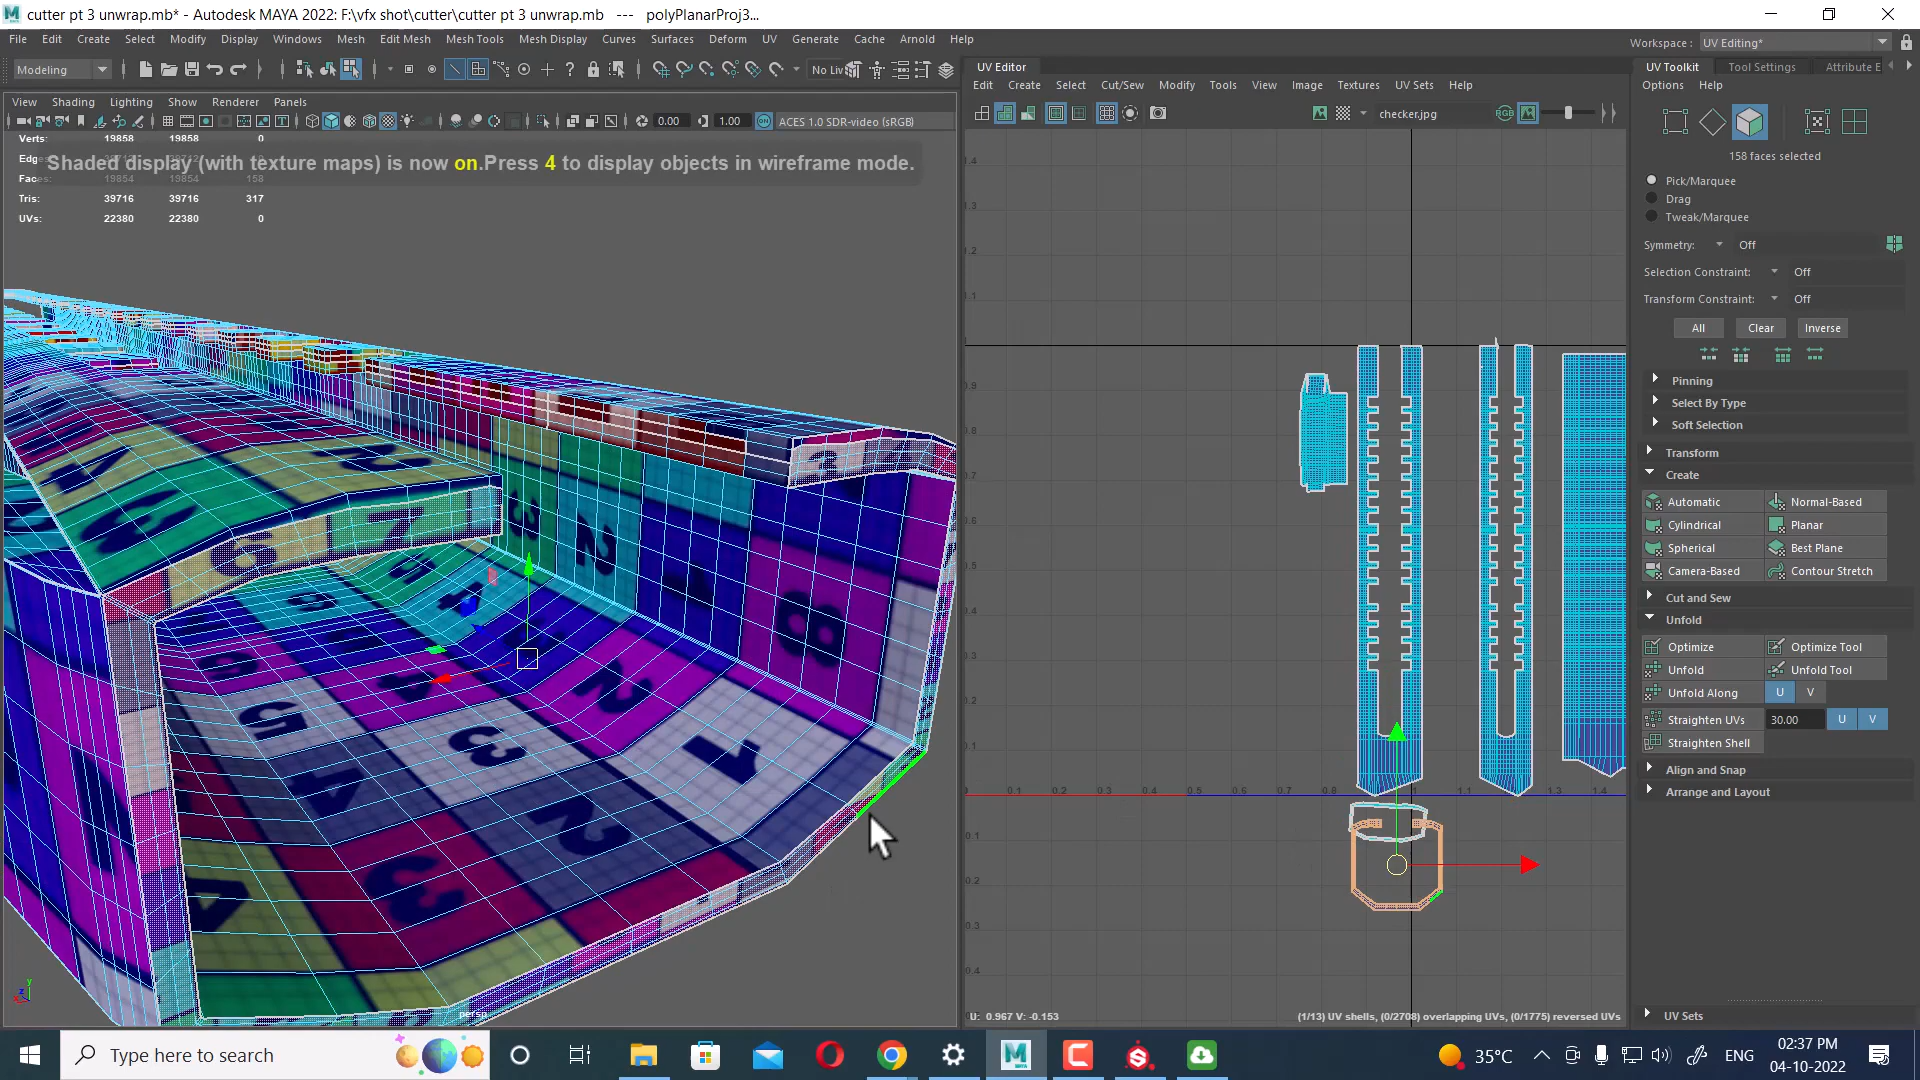 cutter pt 3 unwrap.mb* - Autodesk MAYA 2022: F:\vfx shot\cutter\cutter pt 3 unwrap.mb --- polyPlanarProj3...
File Edit Create Select Modify Display Windows Mesh Edit Mesh Mesh Tools Mesh Display Curves Surfaces Deform UV Generate Cache Arnold Help
Workspace : UV Editing*
Modeling
No Liv
UV Editor
UV Toolkit Tool Settings Attribute E
Edit Create Select Cut/Sew Modify Tools View Image Textures UV Sets Help
Options Help
View Shading Lighting Show Renderer Panels
checker.jpg
0.00 1.00 ACES 1.0 SDR-video (sRGB)
Verts: 19858 19858 0
Shaded display (with texture maps) is now on.Press 4 to display objects in wireframe mode.
Tris: 39716 39716 317
UVs: 22380 22380 0
158 faces selected
Pick/Marquee
Drag
Tweak/Marquee
Symmetry: Off
Selection Constraint: Off
Transform Constraint: Off
All Clear Inverse
Pinning
Select By Type
Soft Selection
Transform
Create
Automatic Normal-Based
Cylindrical Planar
Spherical Best Plane
Camera-Based Contour Stretch
Cut and Sew
Unfold
Optimize Optimize Tool
Unfold Unfold Tool
Unfold Along U V
Straighten UVs 30.00 U V
Straighten Shell
Align and Snap
Arrange and Layout
UV Sets
U: 0.967 V: -0.153
(1/13) UV shells, (0/2708) overlapping UVs, (0/1775) reversed UVs
persp
Type here to search
35°C
ENG
02:37 PM
04-10-2022